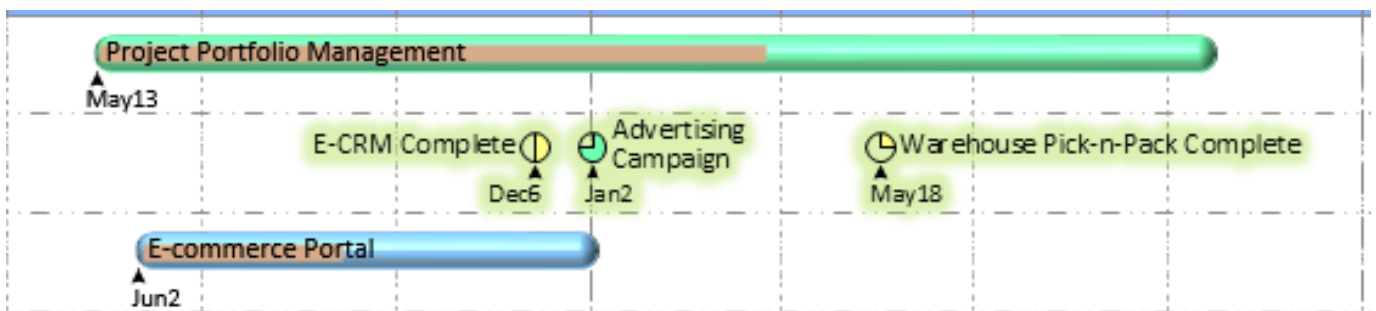 Project Portfolio Management
May13
E-CRM Complete
Advertising
Campaign
Warehouse Pick-n-Pack Complete
Dec6
Jan2
May18
E-commerce Portal
Jun2